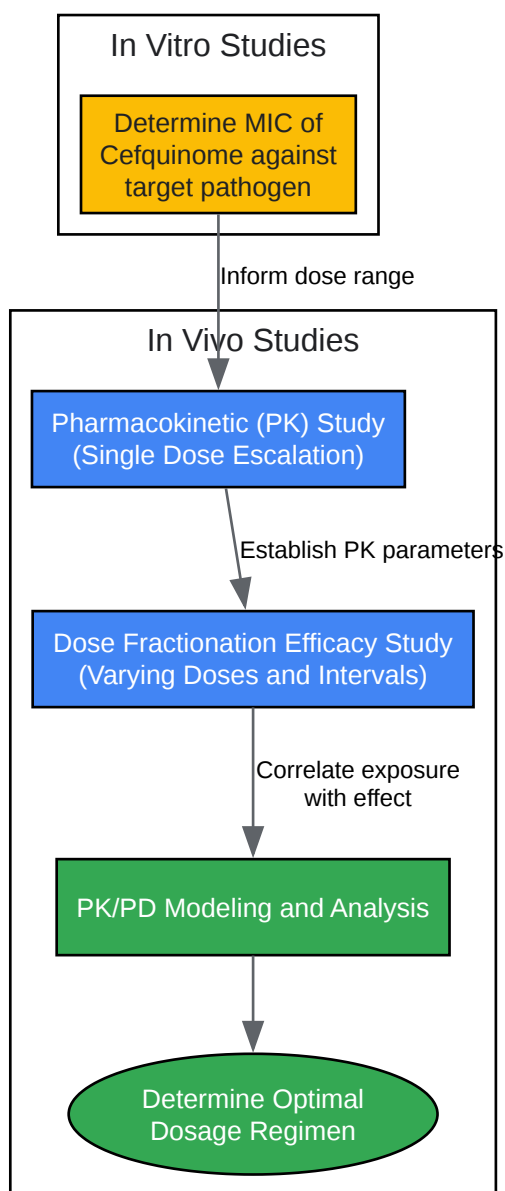 In Vitro Studies
Determine MIC of
Cefquinome against
target pathogen
Inform dose range
In Vivo Studies
Pharmacokinetic (PK) Study
(Single Dose Escalation)
Establish PK parameters
Dose Fractionation Efficacy Study
(Varying Doses and Intervals)
Correlate exposure
with effect
PK/PD Modeling and Analysis
Determine Optimal
Dosage Regimen